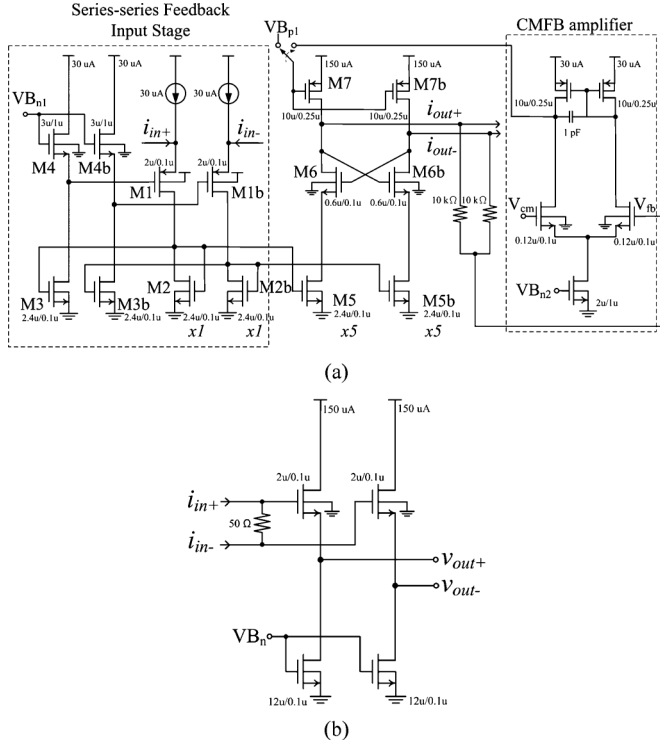 Series-series Feedback
Input Stage
VBp1
CMFB amplifier
30 uA
30 uA
150 uA
150 uA
30 uA
30 uA
VBn1
30 uA
30 uA
M7
M7b
10u/0.25u
10u/0.25u
10u/0.25u
10u/0.25u
1 pF
3u/1u
3u/1u
iin+
iin-
iout+
iout-
M4
M4b
2u/0.1u
2u/0.1u
M1
M1b
M6
M6b
0.6u/0.1u
0.6u/0.1u
10 kΩ
10 kΩ
Vcm
Vfb
0.12u/0.1u
0.12u/0.1u
M3
M3b
M2
M2b
M5
M5b
VBn2
2u/1u
2.4u/0.1u
2.4u/0.1u
2.4u/0.1u
2.4u/0.1u
2.4u/0.1u
x1
x1
x5
x5
(a)
150 uA
150 uA
2u/0.1u
2u/0.1u
iin+
50 Ω
iin-
vout+
vout-
VBn
12u/0.1u
12u/0.1u
(b)